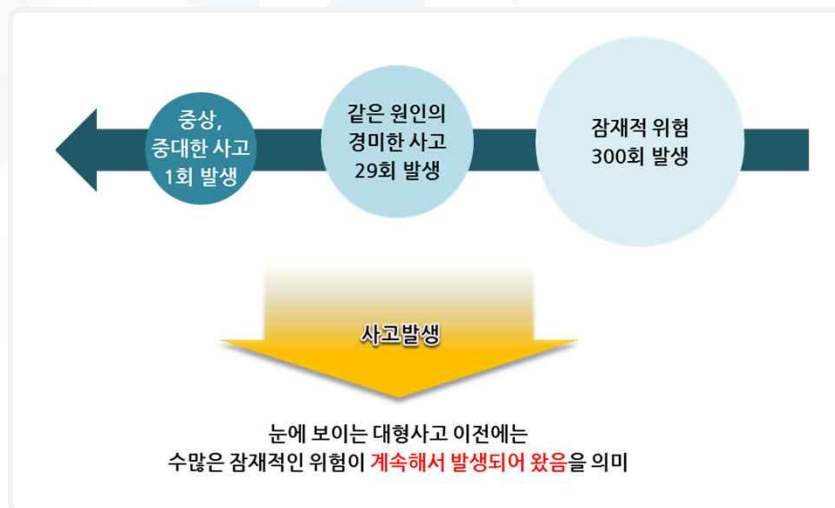 중상,
중대한 사고
1회 발생
같은 원인의
경미한 사고
29회 발생
잠재적 위험
300회 발생
사고발생
눈에 보이는 대형사고 이전에는
수많은 잠재적인 위험이 계속해서 발생되어 왔음을 의미